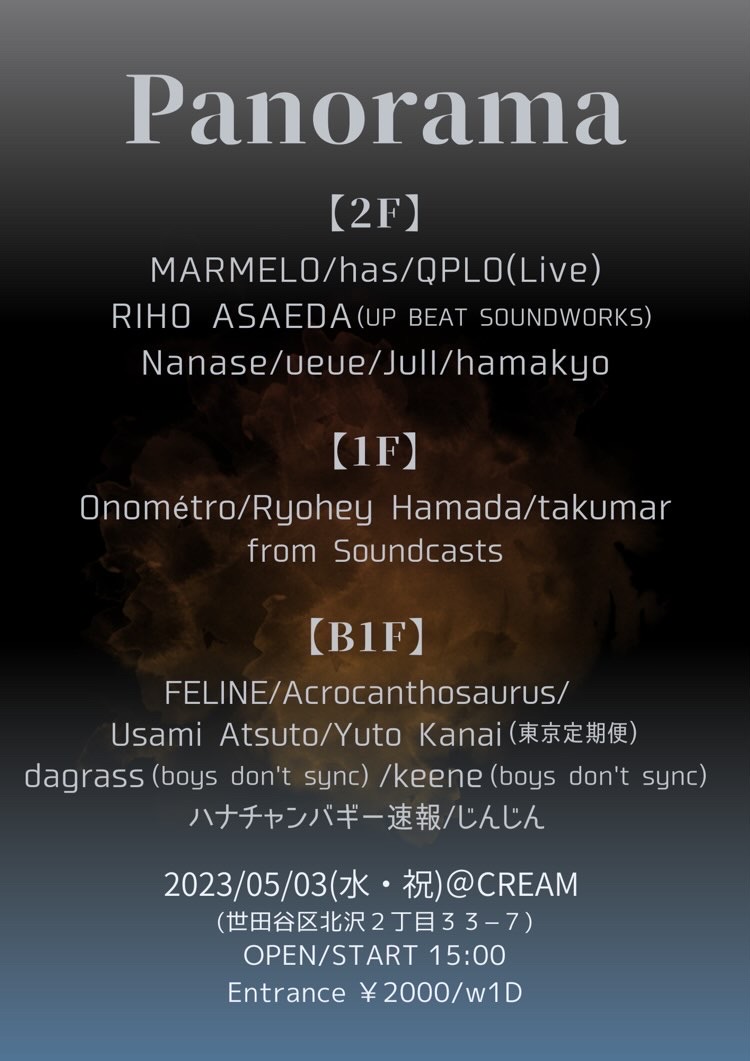 Panorama
【2F】
MARMELO/has/QPLO(Live)
RIHO ASAEDA(UP BEAT SOUNDWORKS)
Nanase/ueue/Jull/hamakyo
【1F】
Onométro/Ryohey Hamada/takumar
from Soundcasts
【B1F】
FELINE/Acrocanthosaurus/
Usami Atsuto/Yuto Kanai(東京定期便)
dagrass(boys don't sync) /keene(boys don't sync)
ハナチャンバギー速報/じんじん
2023/05/03(水・祝)@CREAM
(世田谷区北沢２丁目３３−７)
OPEN/START 15:00
Entrance ￥2000/w1D